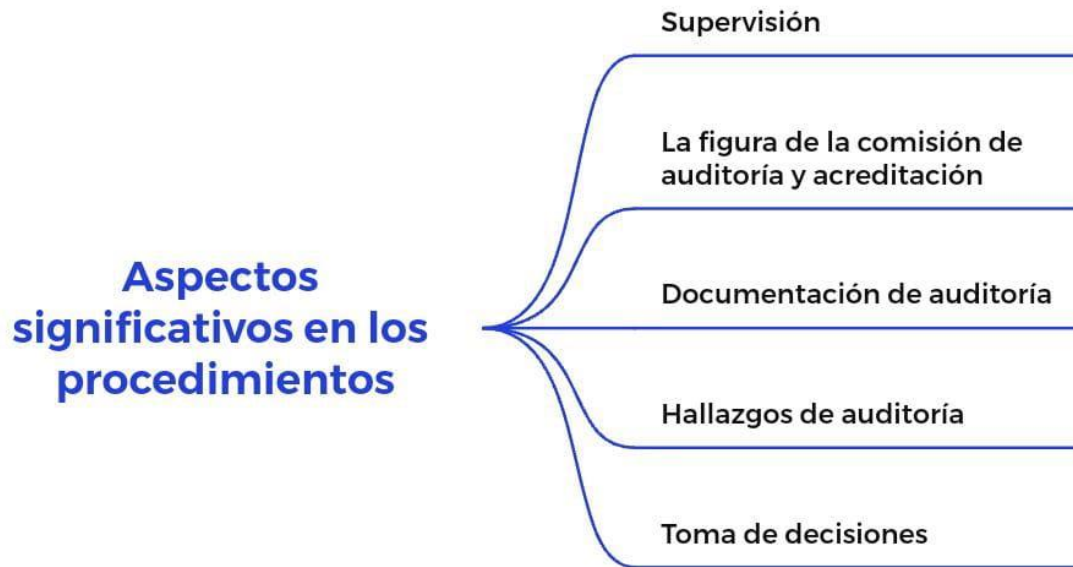 Aspectos
significativos en los
procedimientos
Supervisión
La figura de la comisión de
auditoría y acreditación
Documentación de auditoría
Hallazgos de auditoría
Toma de decisiones